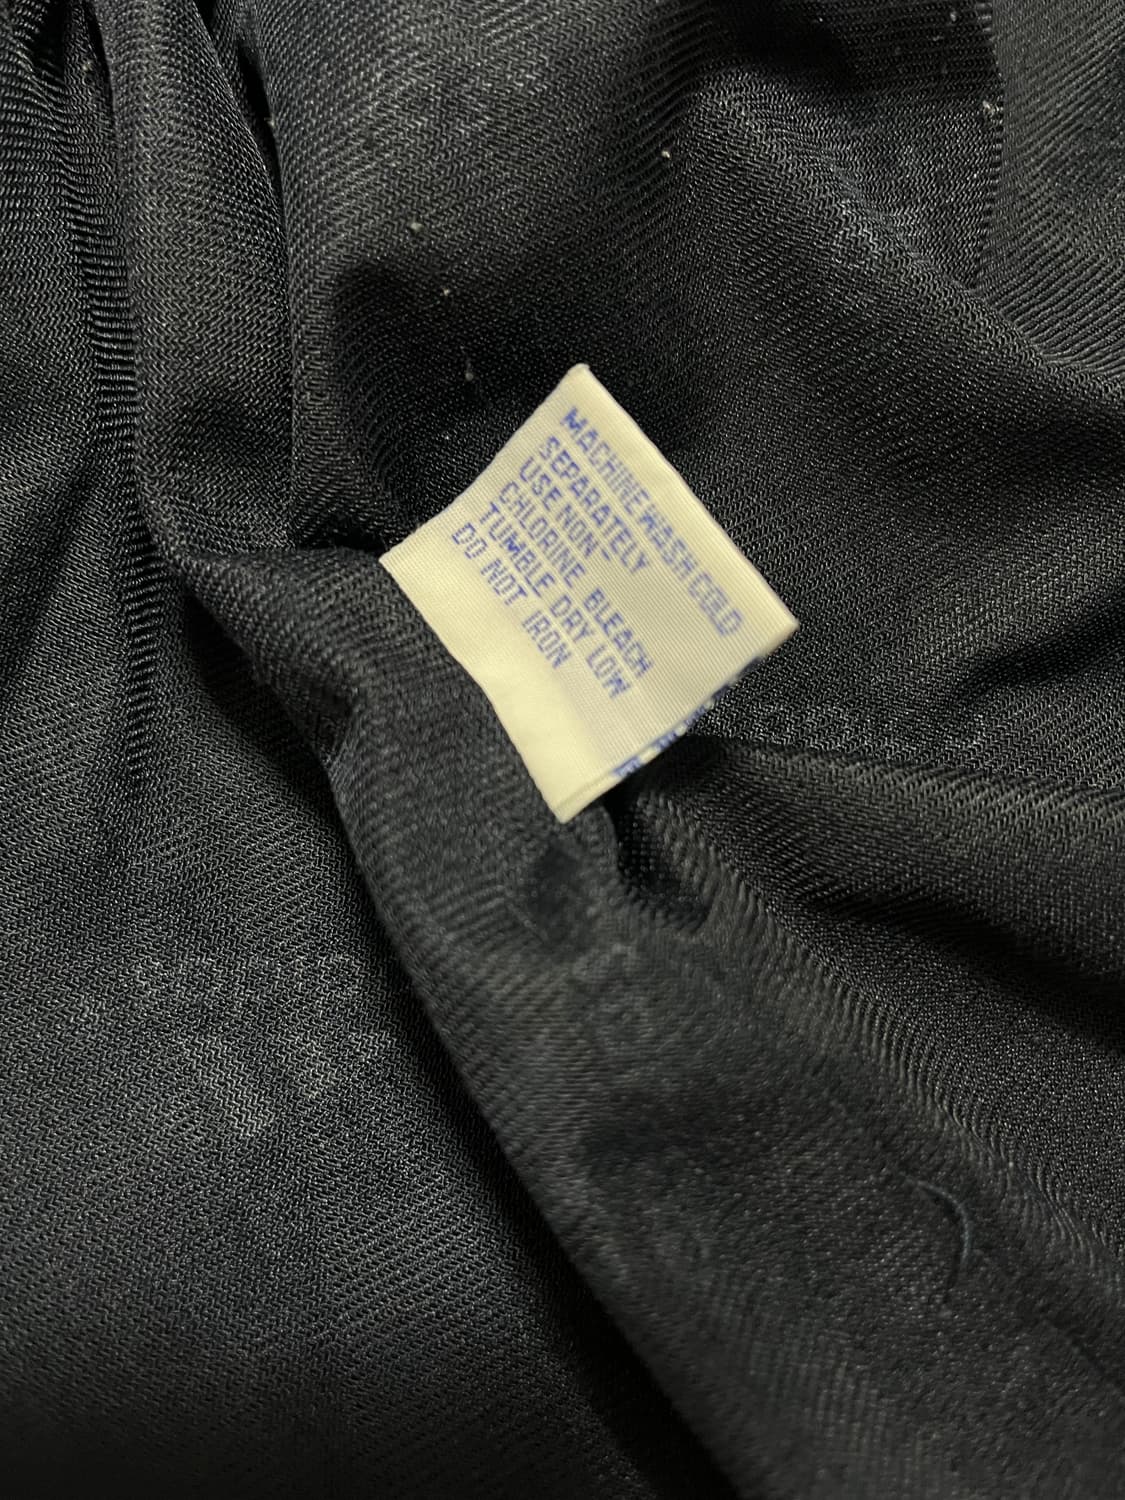 MACHINE WASH COLD
SEPARATELY
USE NON
CHLORINE BLEACH
TUMBLE DRY LOW
DO NOT IRON